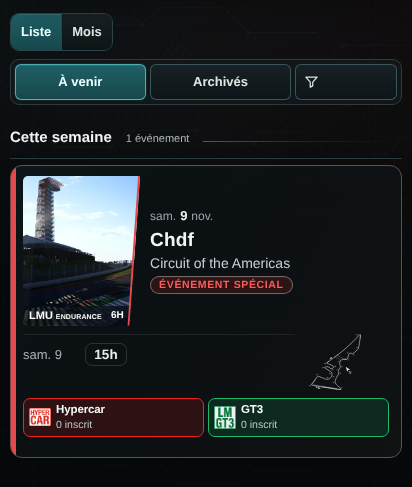 Liste Mois
À venir Archivés
Cette semaine 1 événement
sam. 9 nov.
Chdf
Circuit of the Americas
ÉVÉNEMENT SPÉCIAL
LMU ENDURANCE 6H
sam. 9 15h
HYPER CAR Hypercar
0 inscrit
LM GT3 GT3
0 inscrit